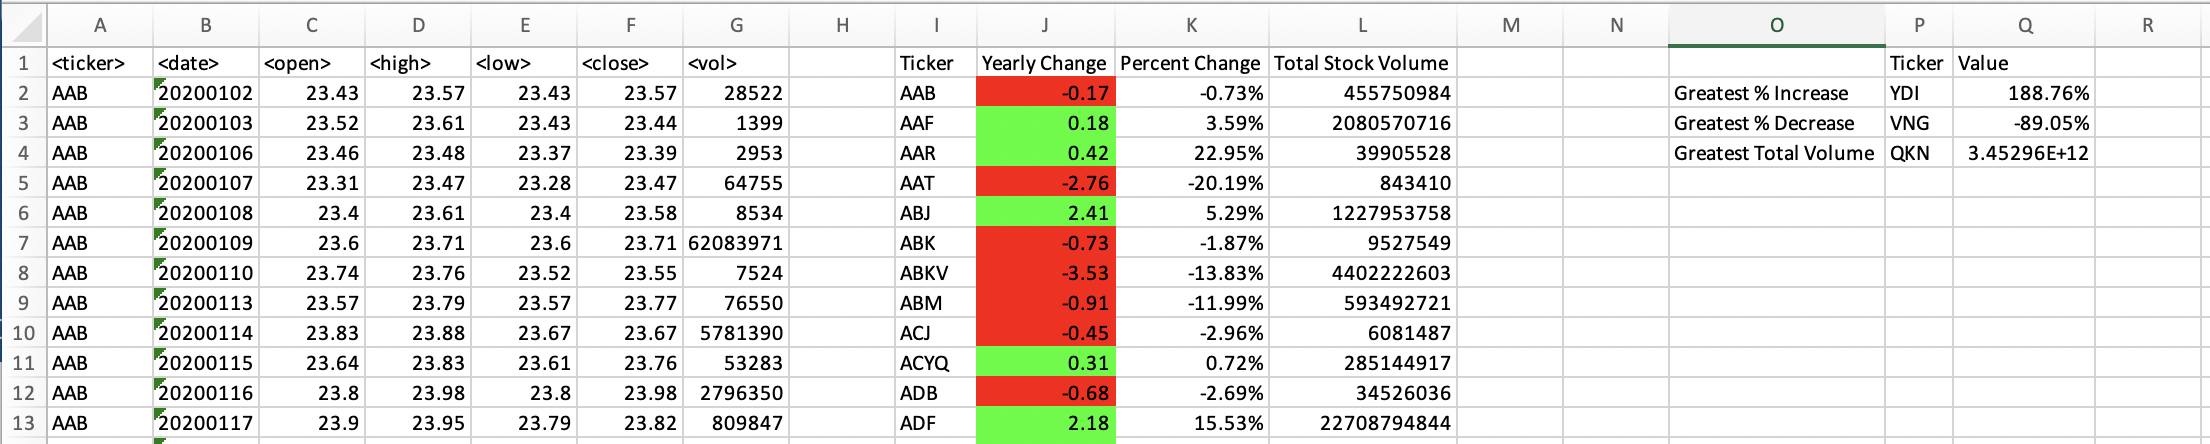 A B C D E F G H I J K L M N O P Q R
1 <ticker> <date> <open> <high> <low> <close> <vol> Ticker Yearly Change Percent Change Total Stock Volume Ticker Value
2 AAB 20200102 23.43 23.57 23.43 23.57 28522 AAB -0.17 -0.73% 455750984 Greatest % Increase YDI 188.76%
3 AAB 20200103 23.52 23.61 23.43 23.44 1399 AAF 0.18 3.59% 2080570716 Greatest % Decrease VNG -89.05%
4 AAB 20200106 23.46 23.48 23.37 23.39 2953 AAR 0.42 22.95% 39905528 Greatest Total Volume QKN 3.45296E+12
5 AAB 20200107 23.31 23.47 23.28 23.47 64755 AAT -2.76 -20.19% 843410
6 AAB 20200108 23.4 23.61 23.4 23.58 8534 ABJ 2.41 5.29% 1227953758
7 AAB 20200109 23.6 23.71 23.6 23.71 62083971 ABK -0.73 -1.87% 9527549
8 AAB 20200110 23.74 23.76 23.52 23.55 7524 ABKV -3.53 -13.83% 4402222603
9 AAB 20200113 23.57 23.79 23.57 23.77 76550 ABM -0.91 -11.99% 593492721
10 AAB 20200114 23.83 23.88 23.67 23.67 5781390 ACJ -0.45 -2.96% 6081487
11 AAB 20200115 23.64 23.83 23.61 23.76 53283 ACYQ 0.31 0.72% 285144917
12 AAB 20200116 23.8 23.98 23.8 23.98 2796350 ADB -0.68 -2.69% 34526036
13 AAB 20200117 23.9 23.95 23.79 23.82 809847 ADF 2.18 15.53% 22708794844